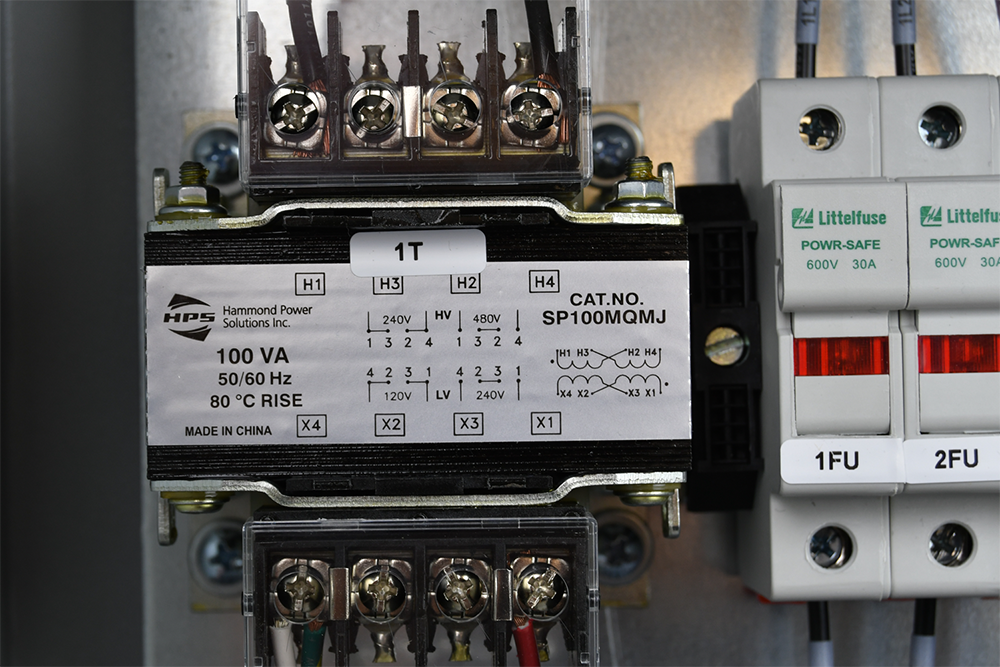 1L1
1L2
1T
H1 H3 H2 H4
HPS
Hammond Power
Solutions Inc.
100 VA
50/60 Hz
80 °C RISE
MADE IN CHINA
240V HV 480V
1 3 2 4 1 3 2 4
4 2 3 1 4 2 3 1
120V LV 240V
X4 X2 X3 X1
CAT.NO.
SP100MQMJ
H1 H3 H2 H4
X4 X2 X3 X1
Littelfuse
POWR-SAFE
600V 30A
1FU
Littelfuse
POWR-SAFE
600V 30A
2FU